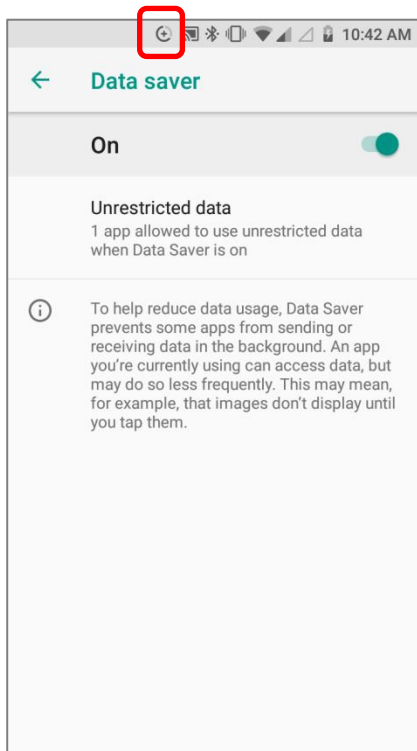 10:42 AM
Data saver
On
Unrestricted data
1 app allowed to use unrestricted data
when Data Saver is on
To help reduce data usage, Data Saver
prevents some apps from sending or
receiving data in the background. An app
you're currently using can access data, but
may do so less frequently. This may mean,
for example, that images don't display until
you tap them.